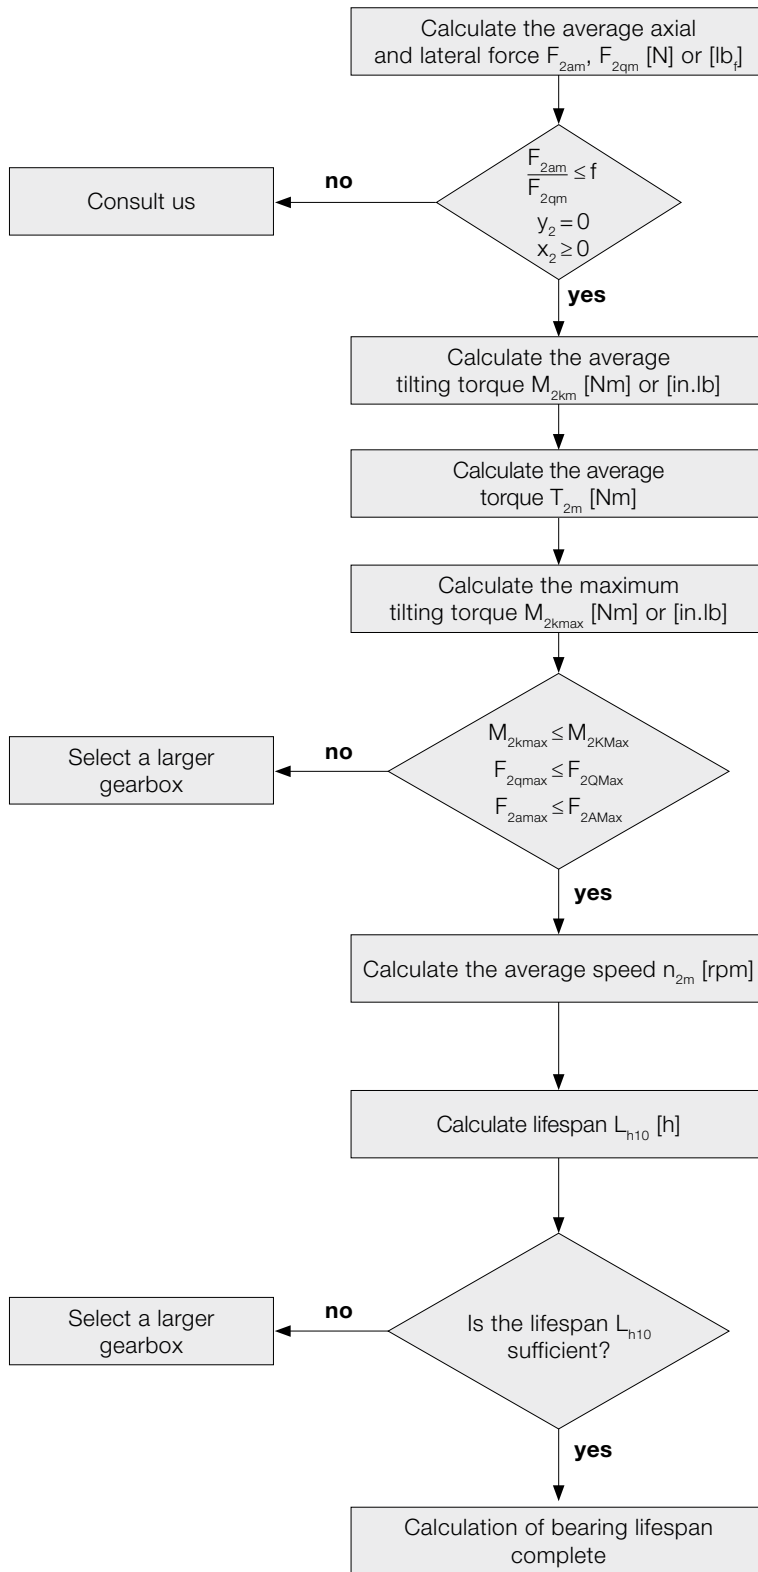 Calculate the average axial
and lateral force F₂ₐₘ, F₂qₘ [N] or [lbf]
F₂ₐₘ
F₂qₘ ≤ f
y₂ = 0
x₂ ≥ 0
no
Consult us
yes
Calculate the average
tilting torque M₂ₖₘ [Nm] or [in.lb]
Calculate the average
torque T₂ₘ [Nm]
Calculate the maximum
tilting torque M₂ₖₘₐₓ [Nm] or [in.lb]
M₂ₖₘₐₓ ≤ M₂KMax
F₂qmax ≤ F₂QMax
F₂amax ≤ F₂AMax
no
Select a larger
gearbox
yes
Calculate the average speed n₂ₘ [rpm]
Calculate lifespan Lh10 [h]
Is the lifespan Lh10
sufficient?
no
Select a larger
gearbox
yes
Calculation of bearing lifespan
complete